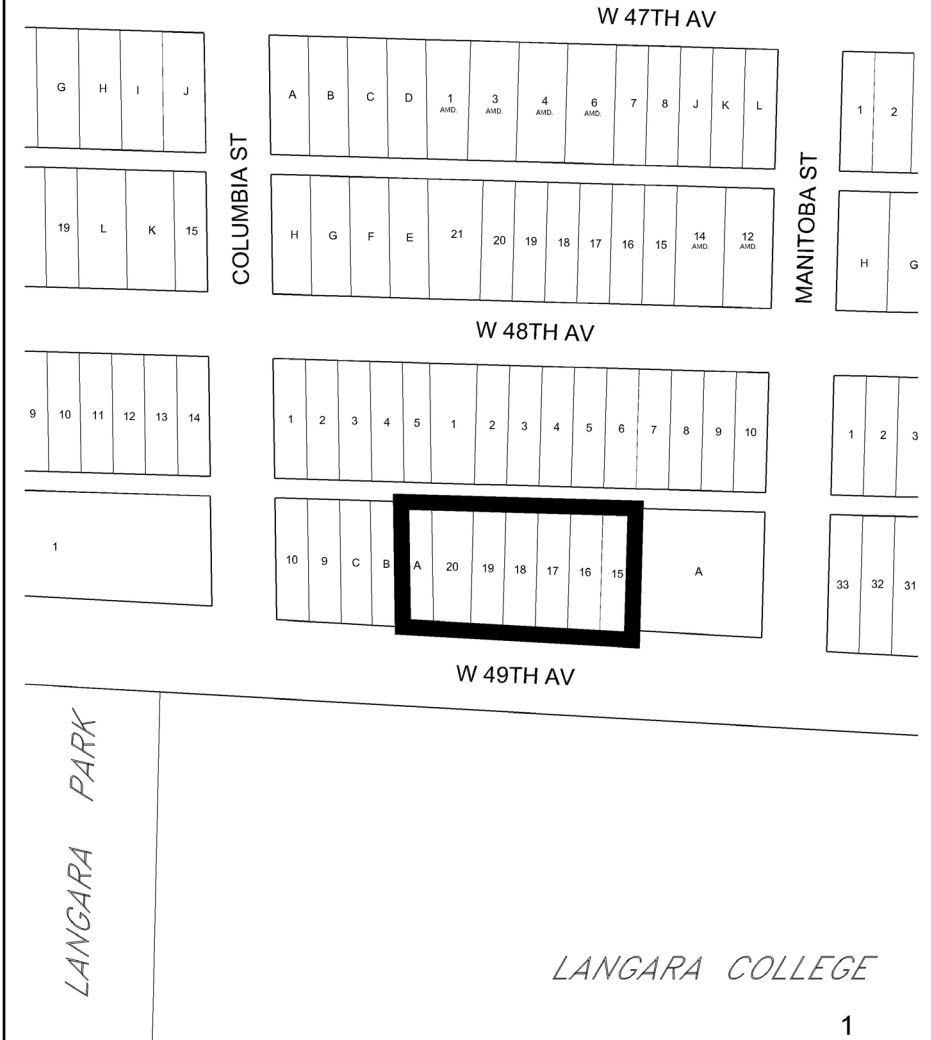 W 47TH AV
G H I J
A B C D 1 AMD. 3 AMD. 4 AMD. 6 AMD. 7 8 J K L
1 2
COLUMBIA ST
MANITOBA ST
19 L K 15
H G F E 21 20 19 18 17 16 15 14 AMD. 12 AMD.
H G
W 48TH AV
9 10 11 12 13 14
1 2 3 4 5 1 2 3 4 5 6 7 8 9 10
1 2 3
1
10 9 C B A 20 19 18 17 16 15 A
33 32 31
W 49TH AV
LANGARA PARK
LANGARA COLLEGE
1